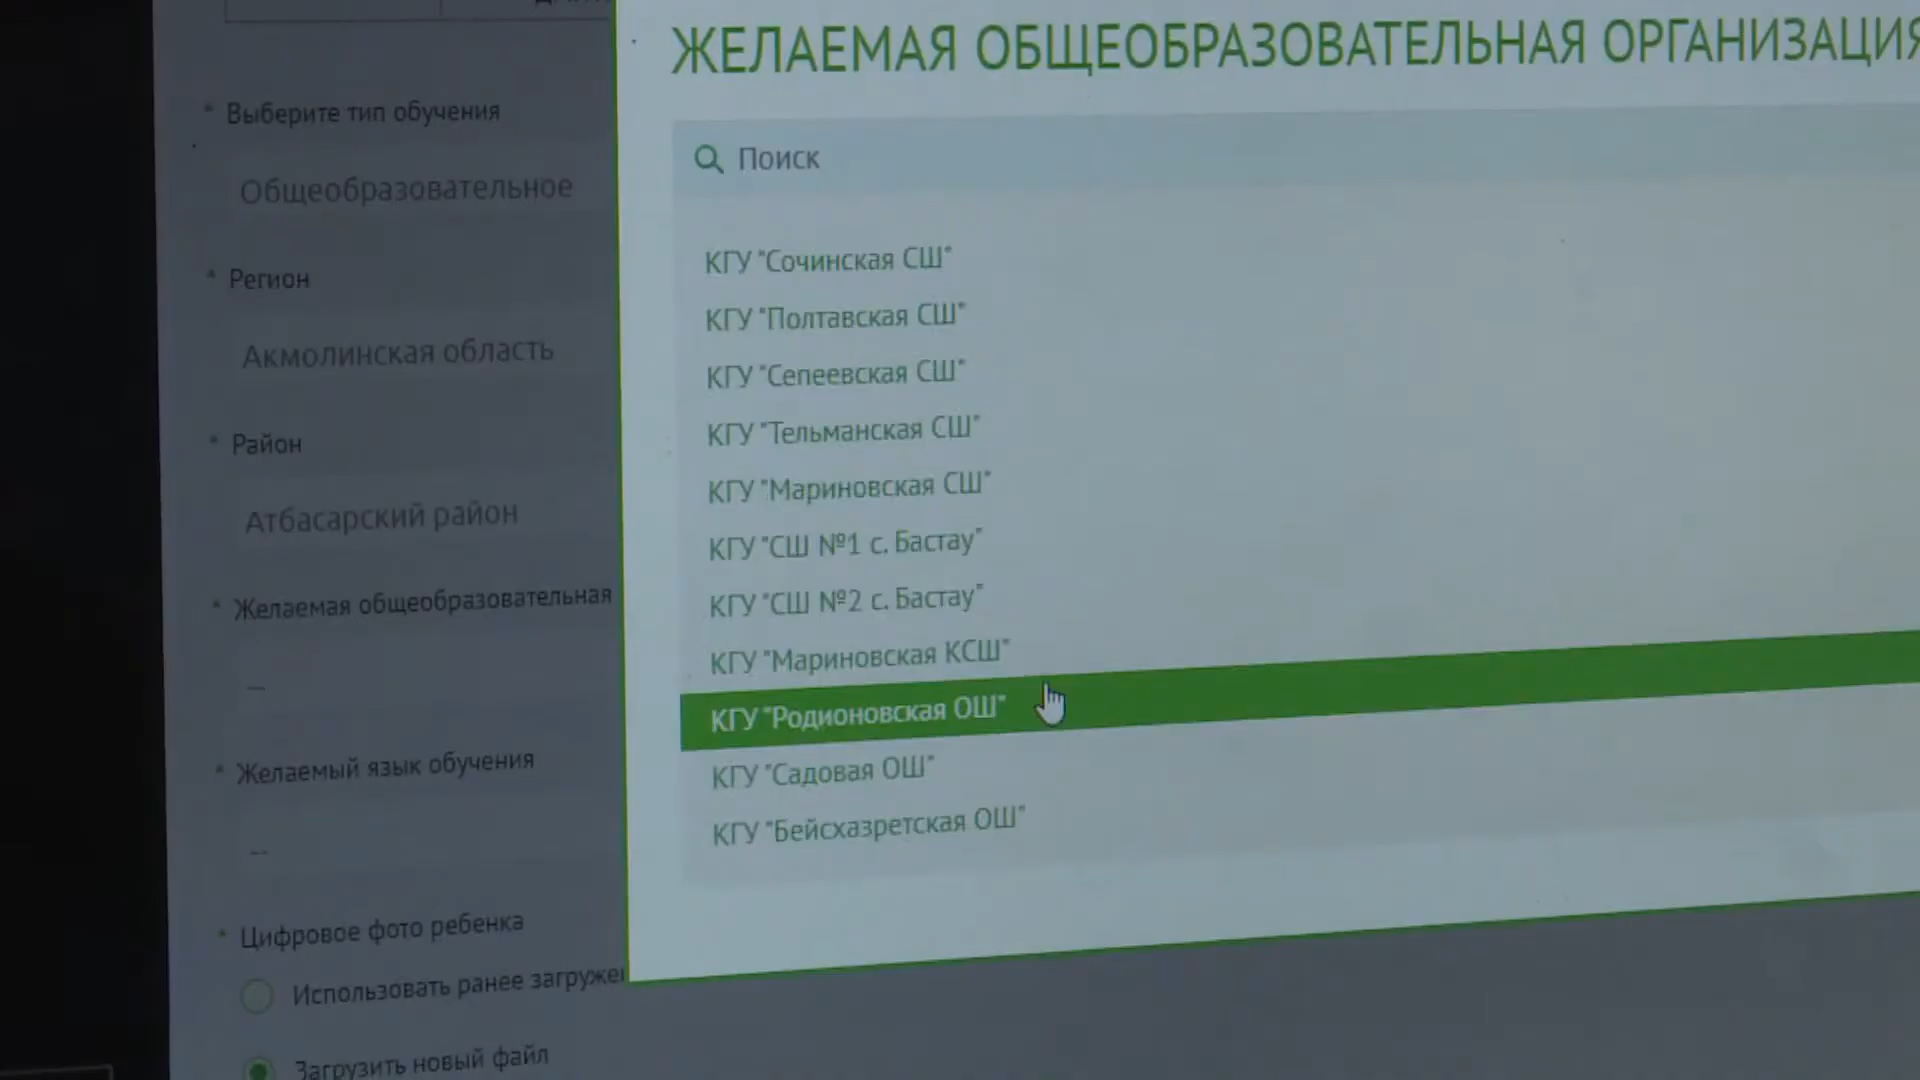 * Выберите тип обучения
Общеобразовательное
* Регион
Акмолинская область
* Район
Атбасарский район
* Желаемая общеобразовательная
---
* Желаемый язык обучения
---
* Цифровое фото ребенка
Использовать ранее
Загрузить новый файл
ЖЕЛАЕМАЯ ОБЩЕОБРАЗОВАТЕЛЬНАЯ ОРГАНИЗАЦИЯ
Поиск
КГУ "Сочинская СШ"
КГУ "Полтавская СШ"
КГУ "Сепеевская СШ"
КГУ "Тельманская СШ"
КГУ "Мариновская СШ"
КГУ "СШ №1 с. Бастау"
КГУ "СШ №2 с. Бастау"
КГУ "Мариновская КСШ"
КГУ "Родионовская ОШ"
КГУ "Садовая ОШ"
КГУ "Бейсхазретская ОШ"